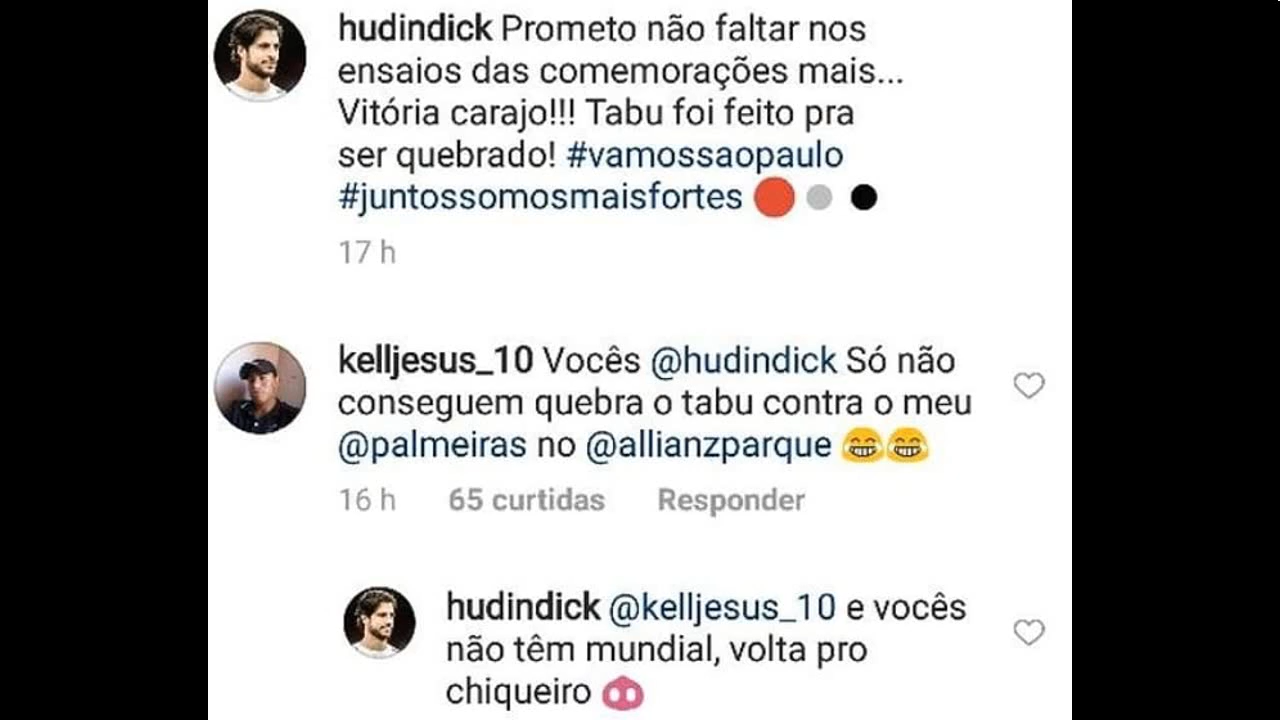 hudindick Prometo não faltar nos
ensaios das comemorações mais...
Vitória carajo!!! Tabu foi feito pra
ser quebrado! #vamossaopaulo
#juntossomosmaisfortes 🔴 ⚪ ⚫
17 h
kelljesus_10 Vocês @hudindick Só não
conseguem quebra o tabu contra o meu
@palmeiras no @allianzparque 😂😂
16 h 65 curtidas Responder
hudindick @kelljesus_10 e vocês
não têm mundial, volta pro
chiqueiro 🐽